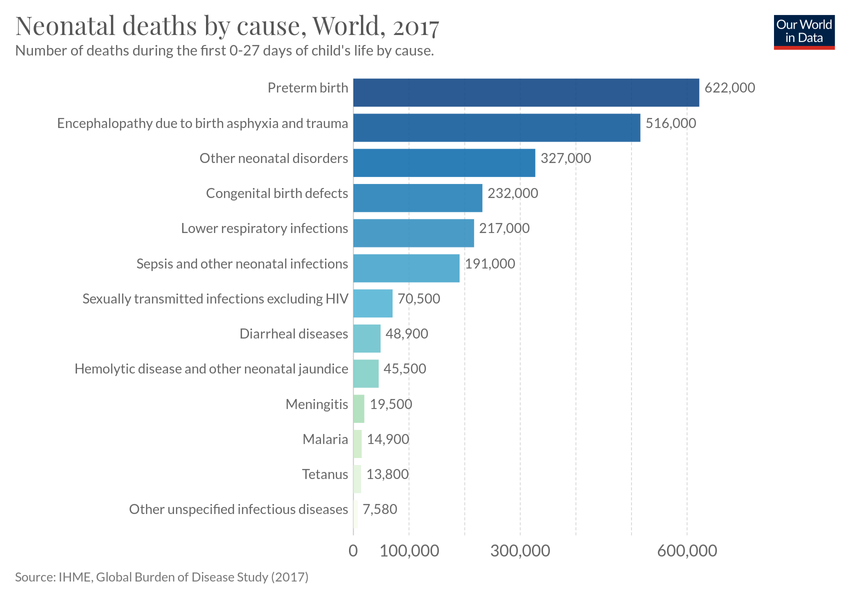 Neonatal deaths by cause, World, 2017
Number of deaths during the first 0-27 days of child's life by cause.
Our World
in Data
Preterm birth 622,000
Encephalopathy due to birth asphyxia and trauma 516,000
Other neonatal disorders 327,000
Congenital birth defects 232,000
Lower respiratory infections 217,000
Sepsis and other neonatal infections 191,000
Sexually transmitted infections excluding HIV 70,500
Diarrheal diseases 48,900
Hemolytic disease and other neonatal jaundice 45,500
Meningitis 19,500
Malaria 14,900
Tetanus 13,800
Other unspecified infectious diseases 7,580
0 100,000 300,000 600,000
Source: IHME, Global Burden of Disease Study (2017)